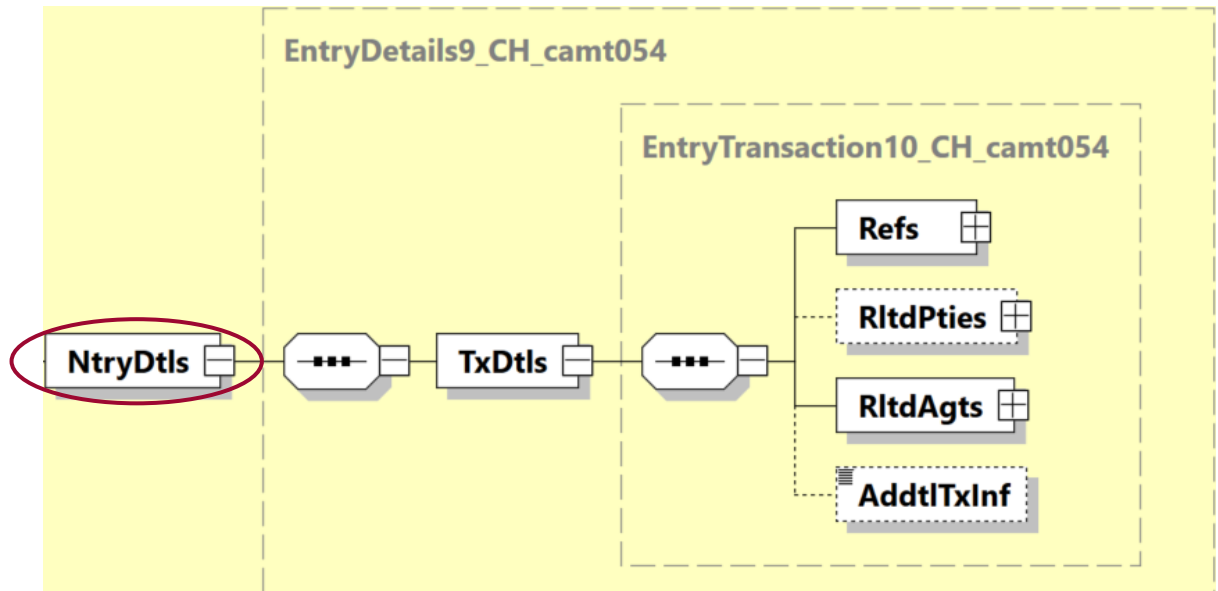 EntryDetails9_CH_camt054
EntryTransaction10_CH_camt054
Refs
RltdPties
NtryDtls
TxDtls
RltdAgts
AddtlTxInf